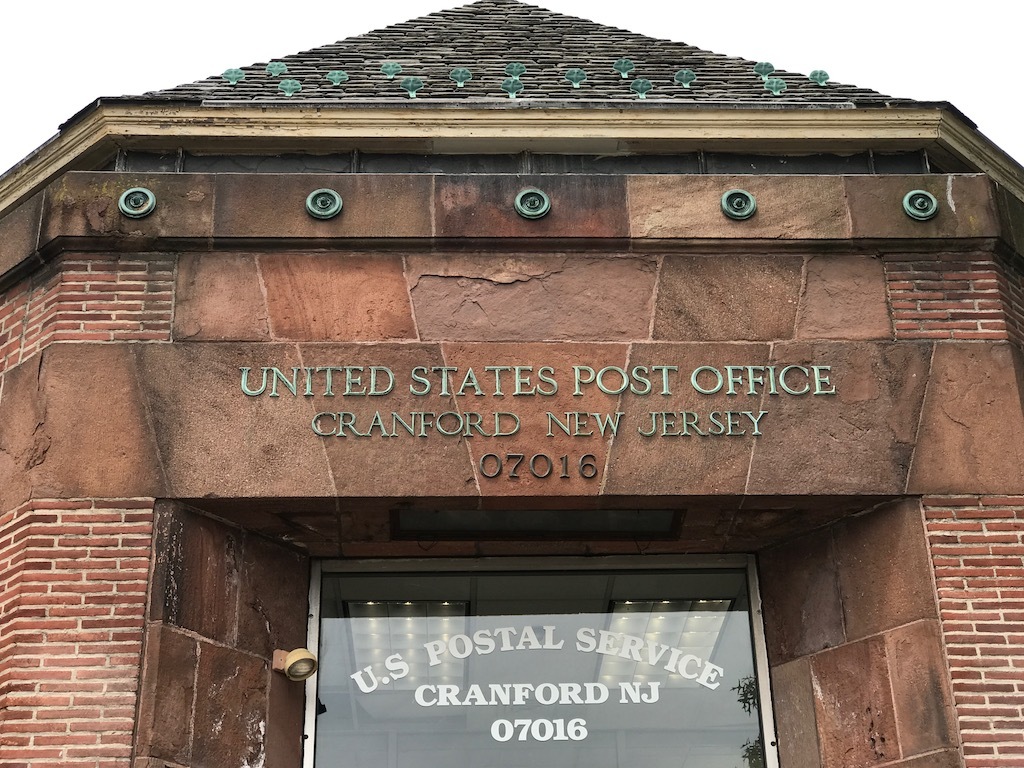 UNITED STATES POST OFFICE
CRANFORD NEW JERSEY
07016
U.S POSTAL SERVICE
CRANFORD NJ
07016